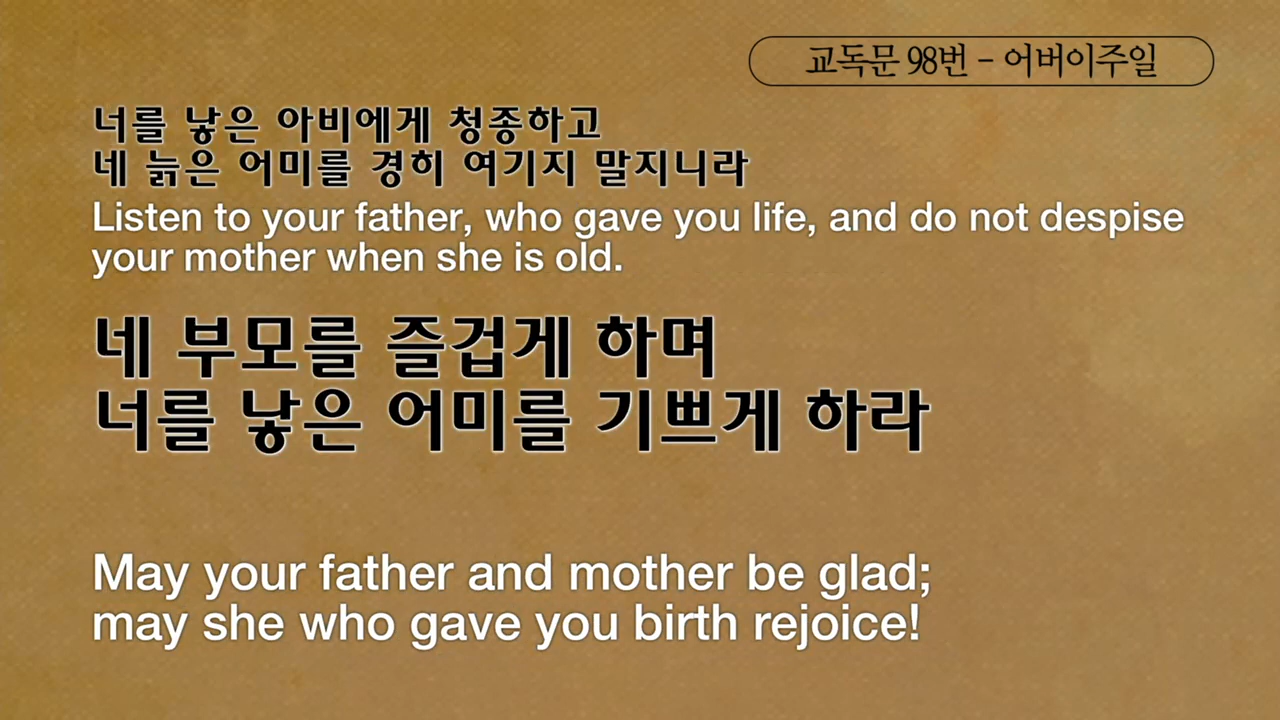 교독문 98번 - 어버이주일
너를 낳은 아비에게 청종하고
네 늙은 어미를 경히 여기지 말지니라
Listen to your father, who gave you life, and do not despise
your mother when she is old.
네 부모를 즐겁게 하며
너를 낳은 어미를 기쁘게 하라
May your father and mother be glad;
may she who gave you birth rejoice!